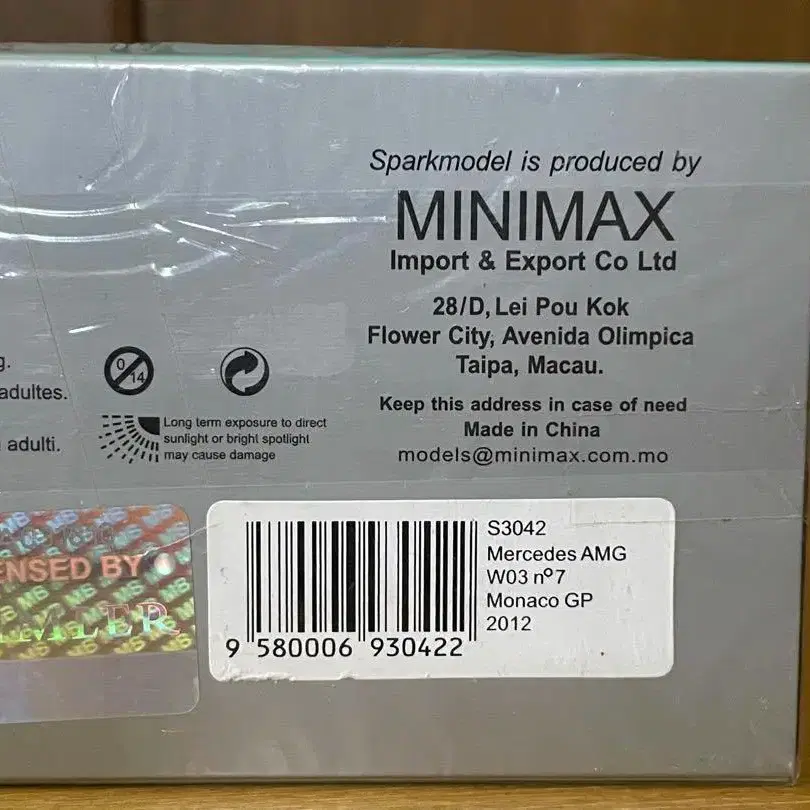 Sparkmodel is produced by
MINIMAX
Import & Export Co Ltd
28/D, Lei Pou Kok
Flower City, Avenida Olimpica
Taipa, Macau.
Keep this address in case of need
Made in China
models@minimax.com.mo
g.
adultes.
adulti.
0
14
Long term exposure to direct
sunlight or bright spotlight
may cause damage
ENSED BY
MLER
S3042
Mercedes AMG
W03 nº7
Monaco GP
2012
9 580006 930422